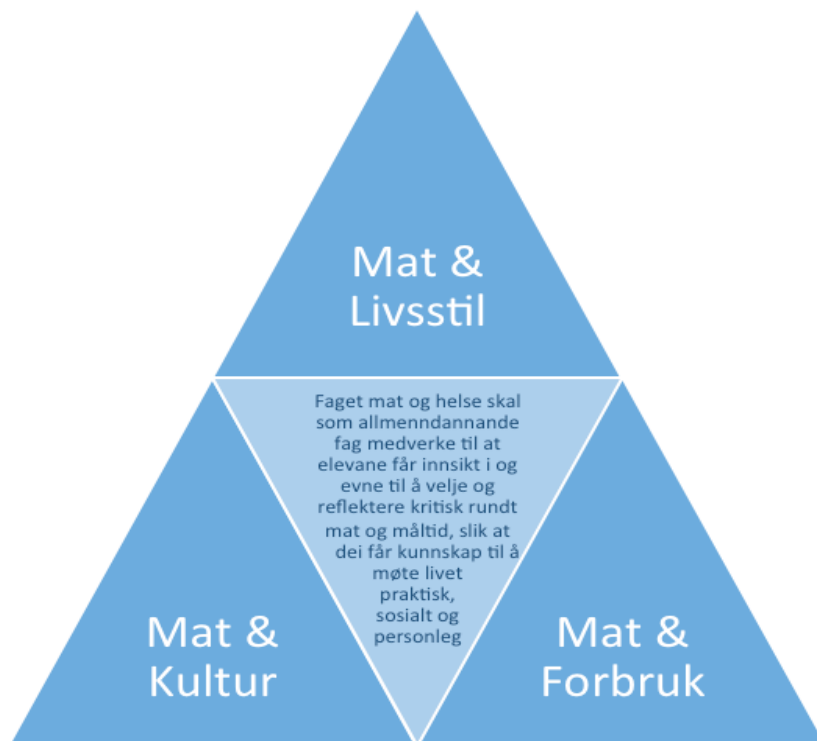 Mat &
Livsstil
Faget mat og helse skal
som allmenndannande
fag medverke til at
elevane får innsikt i og
evne til å velje og
reflektere kritisk rundt
mat og måltid, slik at
dei får kunnskap til å
møte livet
praktisk,
sosialt og
personleg
Mat &
Kultur
Mat &
Forbruk